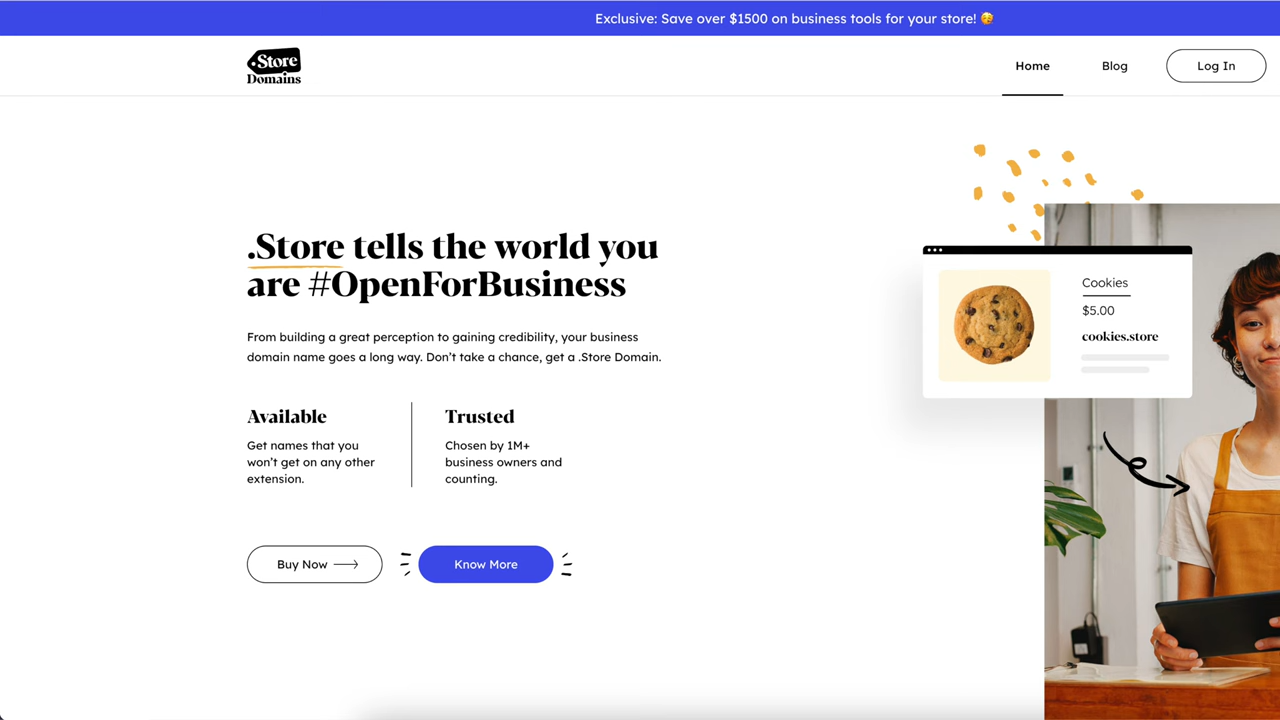 Exclusive: Save over $1500 on business tools for your store! 🥳
.Store
Domains
Home
Blog
Log In
.Store tells the world you
are #OpenForBusiness
From building a great perception to gaining credibility, your business
domain name goes a long way. Don’t take a chance, get a .Store Domain.
Available
Get names that you
won’t get on any other
extension.
Trusted
Chosen by 1M+
business owners and
counting.
Buy Now
Know More
Cookies
$5.00
cookies.store